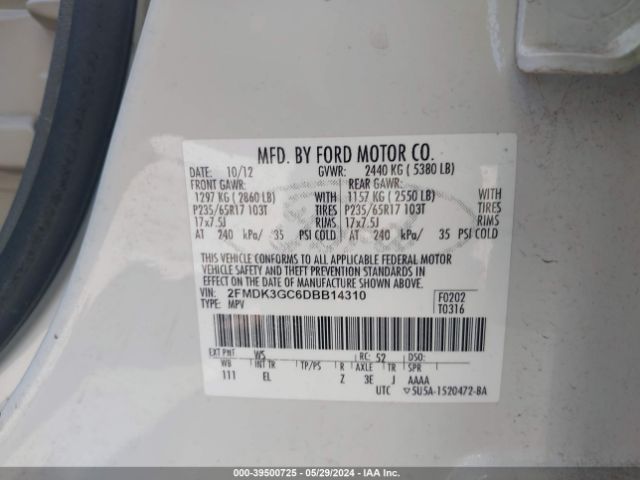 MFD. BY FORD MOTOR CO.
DATE: 10/12 GVWR: 2440 KG ( 5380 LB)
FRONT GAWR: REAR GAWR:
1297 KG ( 2860 LB) WITH 1157 KG ( 2550 LB) WITH
P235/65R17 103T TIRES P235/65R17 103T TIRES
17x7.5J RIMS 17x7.5J RIMS
AT 240 kPa/ 35 PSI COLD AT 240 kPa/ 35 PSI COLD
THIS VEHICLE CONFORMS TO ALL APPLICABLE FEDERAL MOTOR
VEHICLE SAFETY AND THEFT PREVENTION STANDARDS IN
EFFECT ON THE DATE OF MANUFACTURE SHOWN ABOVE.
VIN: 2FMDK3GC6DBB14310 F0202
TYPE: MPV T0316
EXT PNT WS RC: 52 DSO:
WB INT TR TP/PS R AXLE TR SPR
111 EL Z 3E J AAAA
UTC 5U5A-1520472-BA
000-39500725 - 05/29/2024 - IAA Inc.